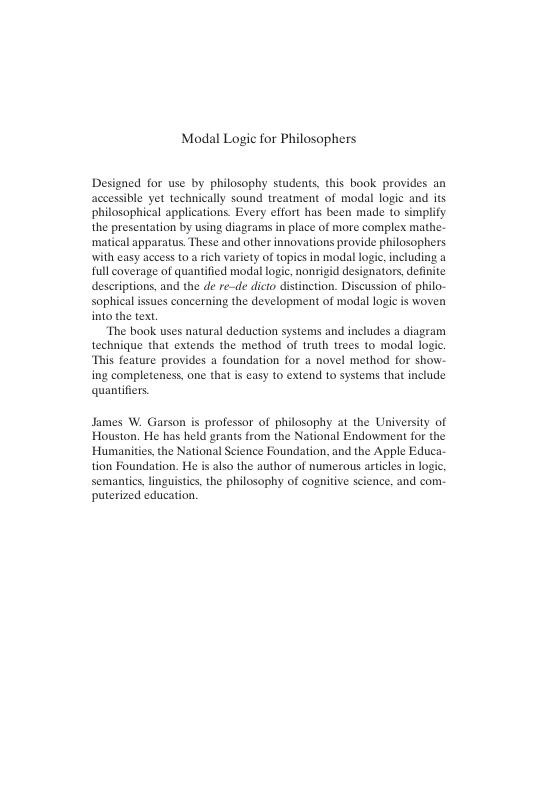 Modal Logic for Philosophers
Designed for use by philosophy students, this book provides an
accessible yet technically sound treatment of modal logic and its
philosophical applications. Every effort has been made to simplify
the presentation by using diagrams in place of more complex mathe-
matical apparatus. These and other innovations provide philosophers
with easy access to a rich variety of topics in modal logic, including a
full coverage of quantified modal logic, nonrigid designators, definite
descriptions, and the de re–de dicto distinction. Discussion of philo-
sophical issues concerning the development of modal logic is woven
into the text.
The book uses natural deduction systems and includes a diagram
technique that extends the method of truth trees to modal logic.
This feature provides a foundation for a novel method for show-
ing completeness, one that is easy to extend to systems that include
quantifiers.
James W. Garson is professor of philosophy at the University of
Houston. He has held grants from the National Endowment for the
Humanities, the National Science Foundation, and the Apple Educa-
tion Foundation. He is also the author of numerous articles in logic,
semantics, linguistics, the philosophy of cognitive science, and com-
puterized education.